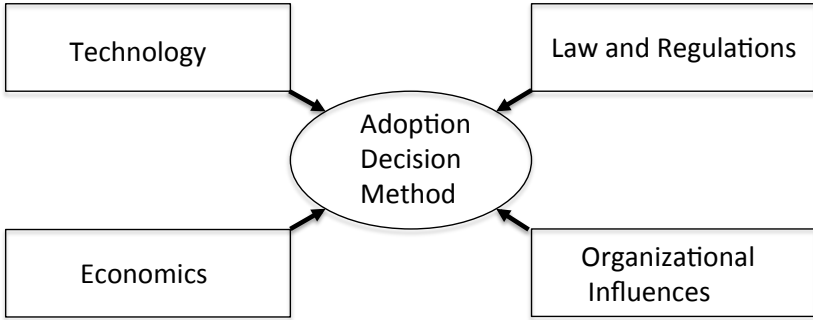 Technology
Law and Regulations
Adoption
Decision
Method
Economics
Organizational
Influences